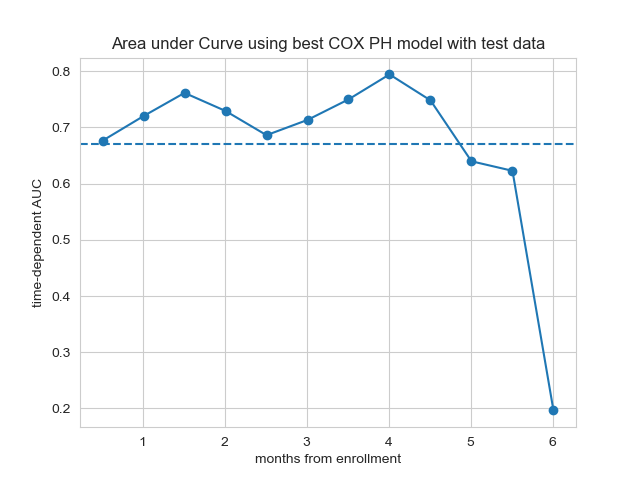 Area under Curve using best COX PH model with test data
0.8
0.7
0.6
0.5
0.4
0.3
0.2
time-dependent AUC
1 2 3 4 5 6
months from enrollment